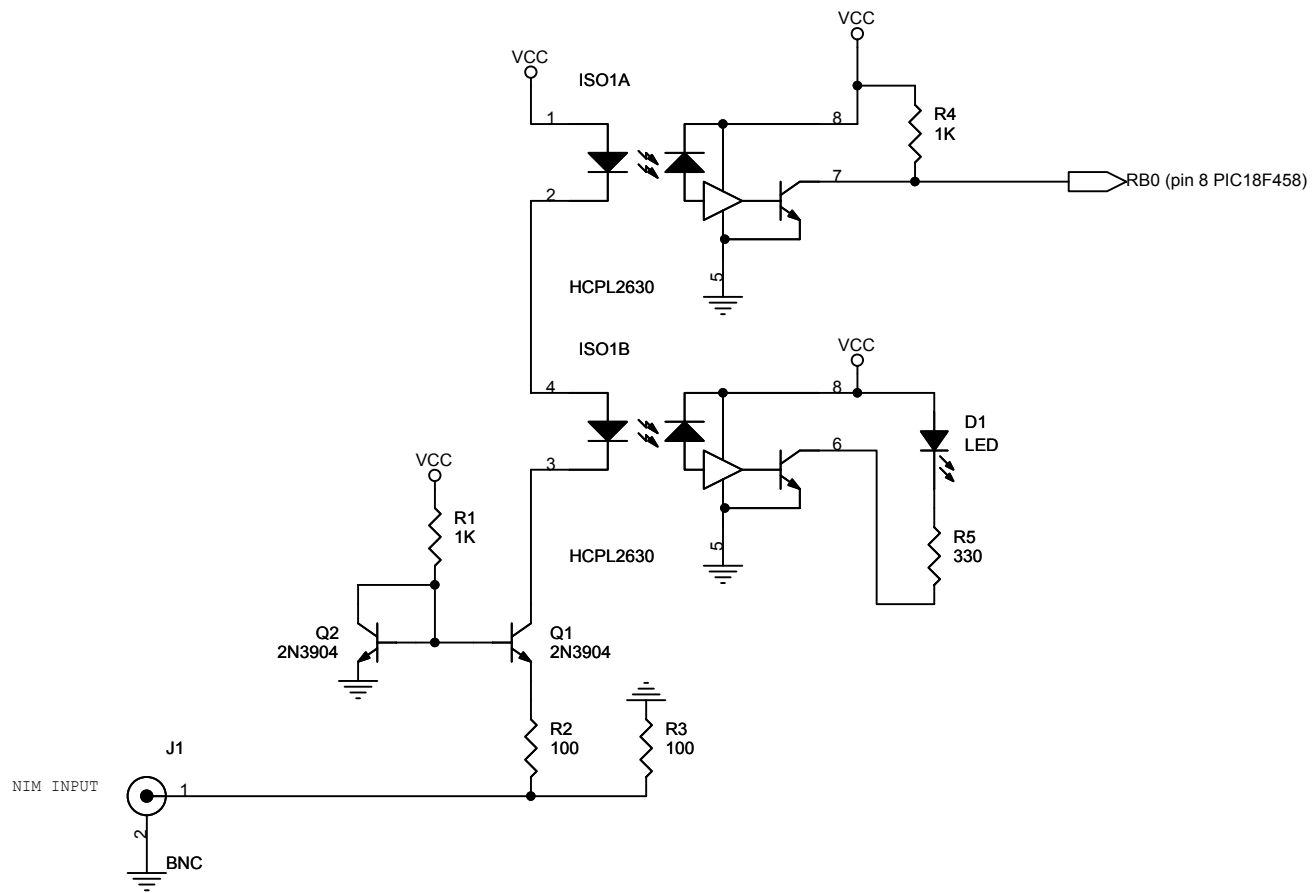 VCC
VCC
ISO1A
1
8
R4
1K
2
7
RB0 (pin 8 PIC18F458)
5
HCPL2630
ISO1B
VCC
4
8
D1
LED
3
6
VCC
R1
1K
5
R5
330
HCPL2630
Q2
2N3904
Q1
2N3904
R2
100
R3
100
J1
NIM INPUT
1
2
BNC